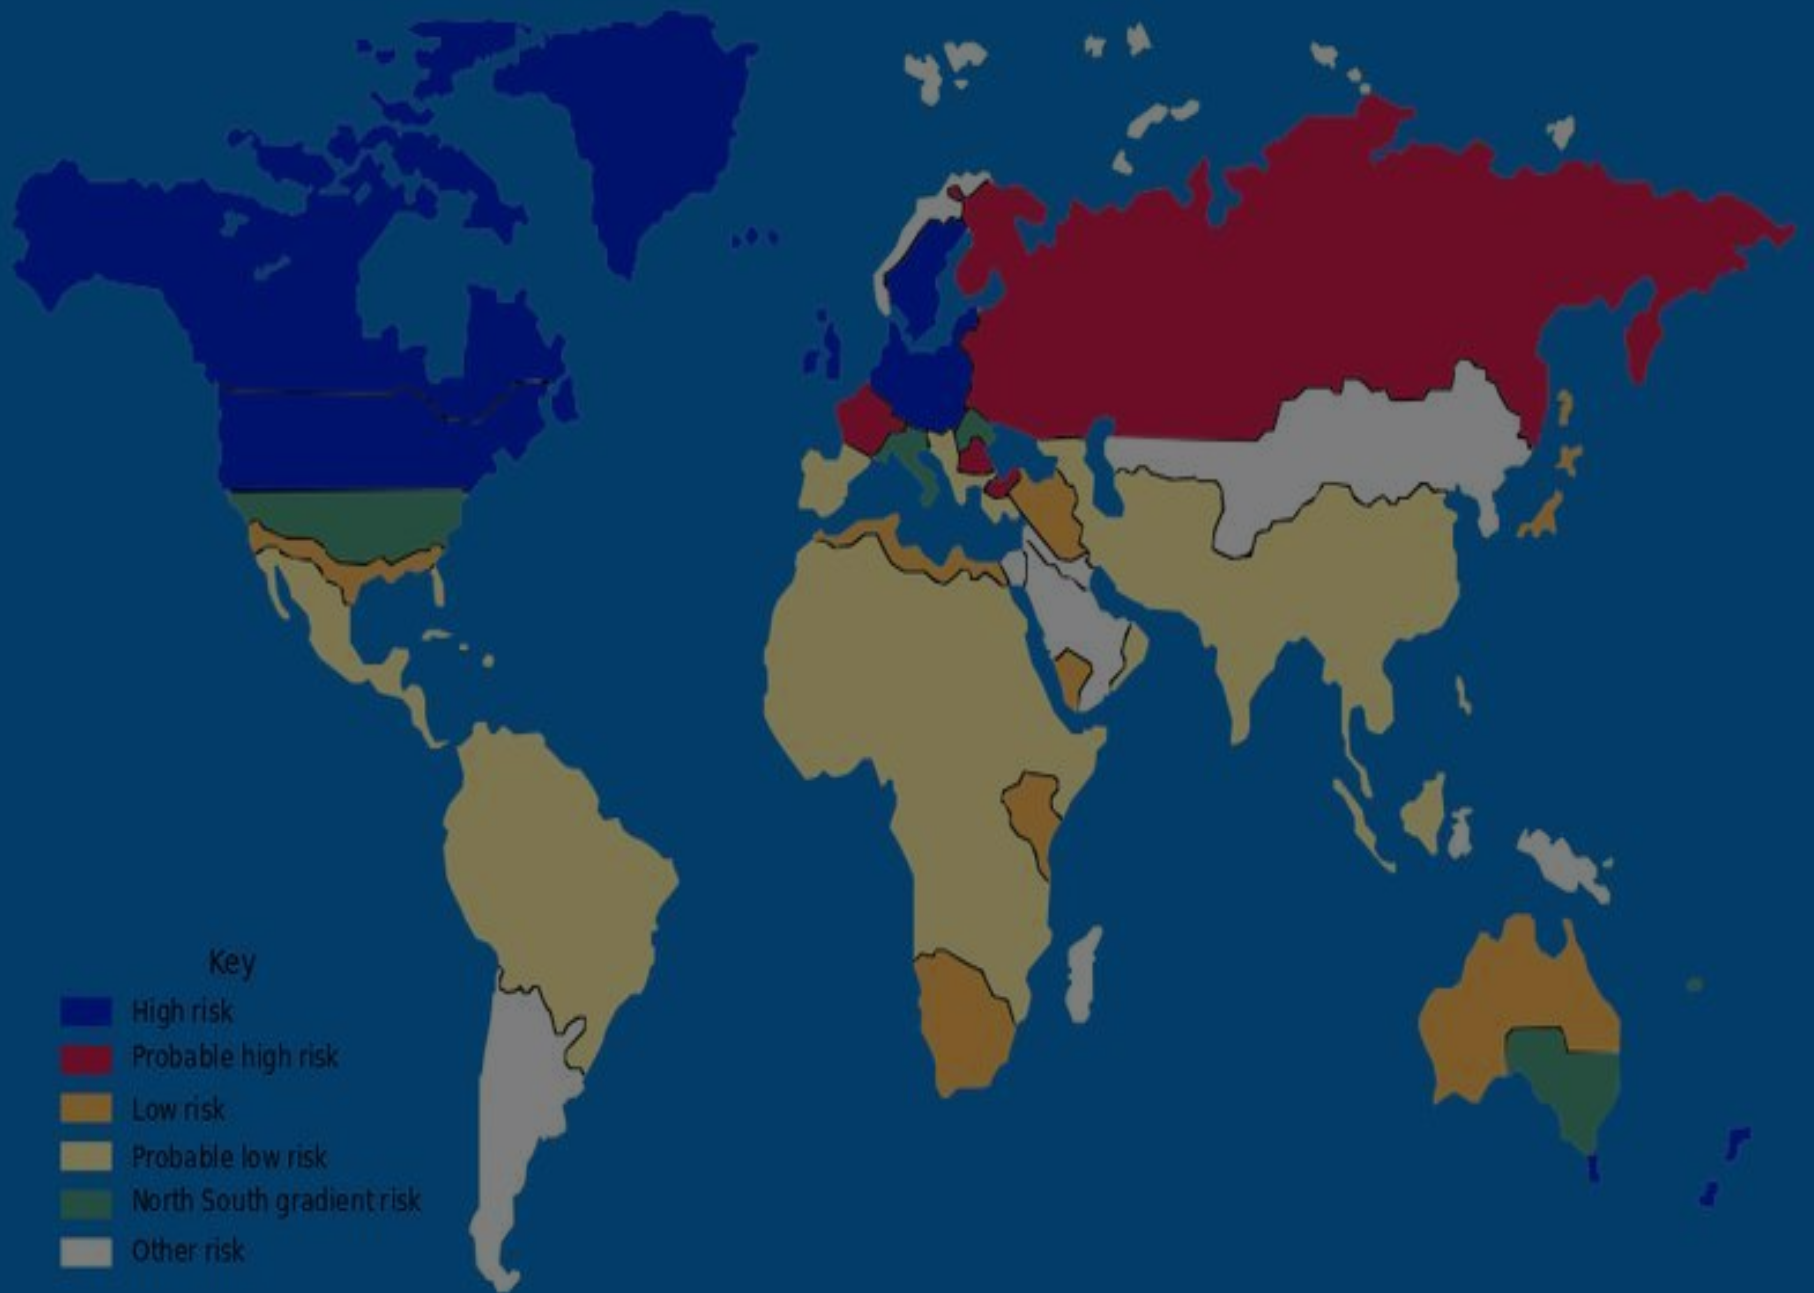 Key
High risk
Probable high risk
Low risk
Probable low risk
North South gradient risk
Other risk